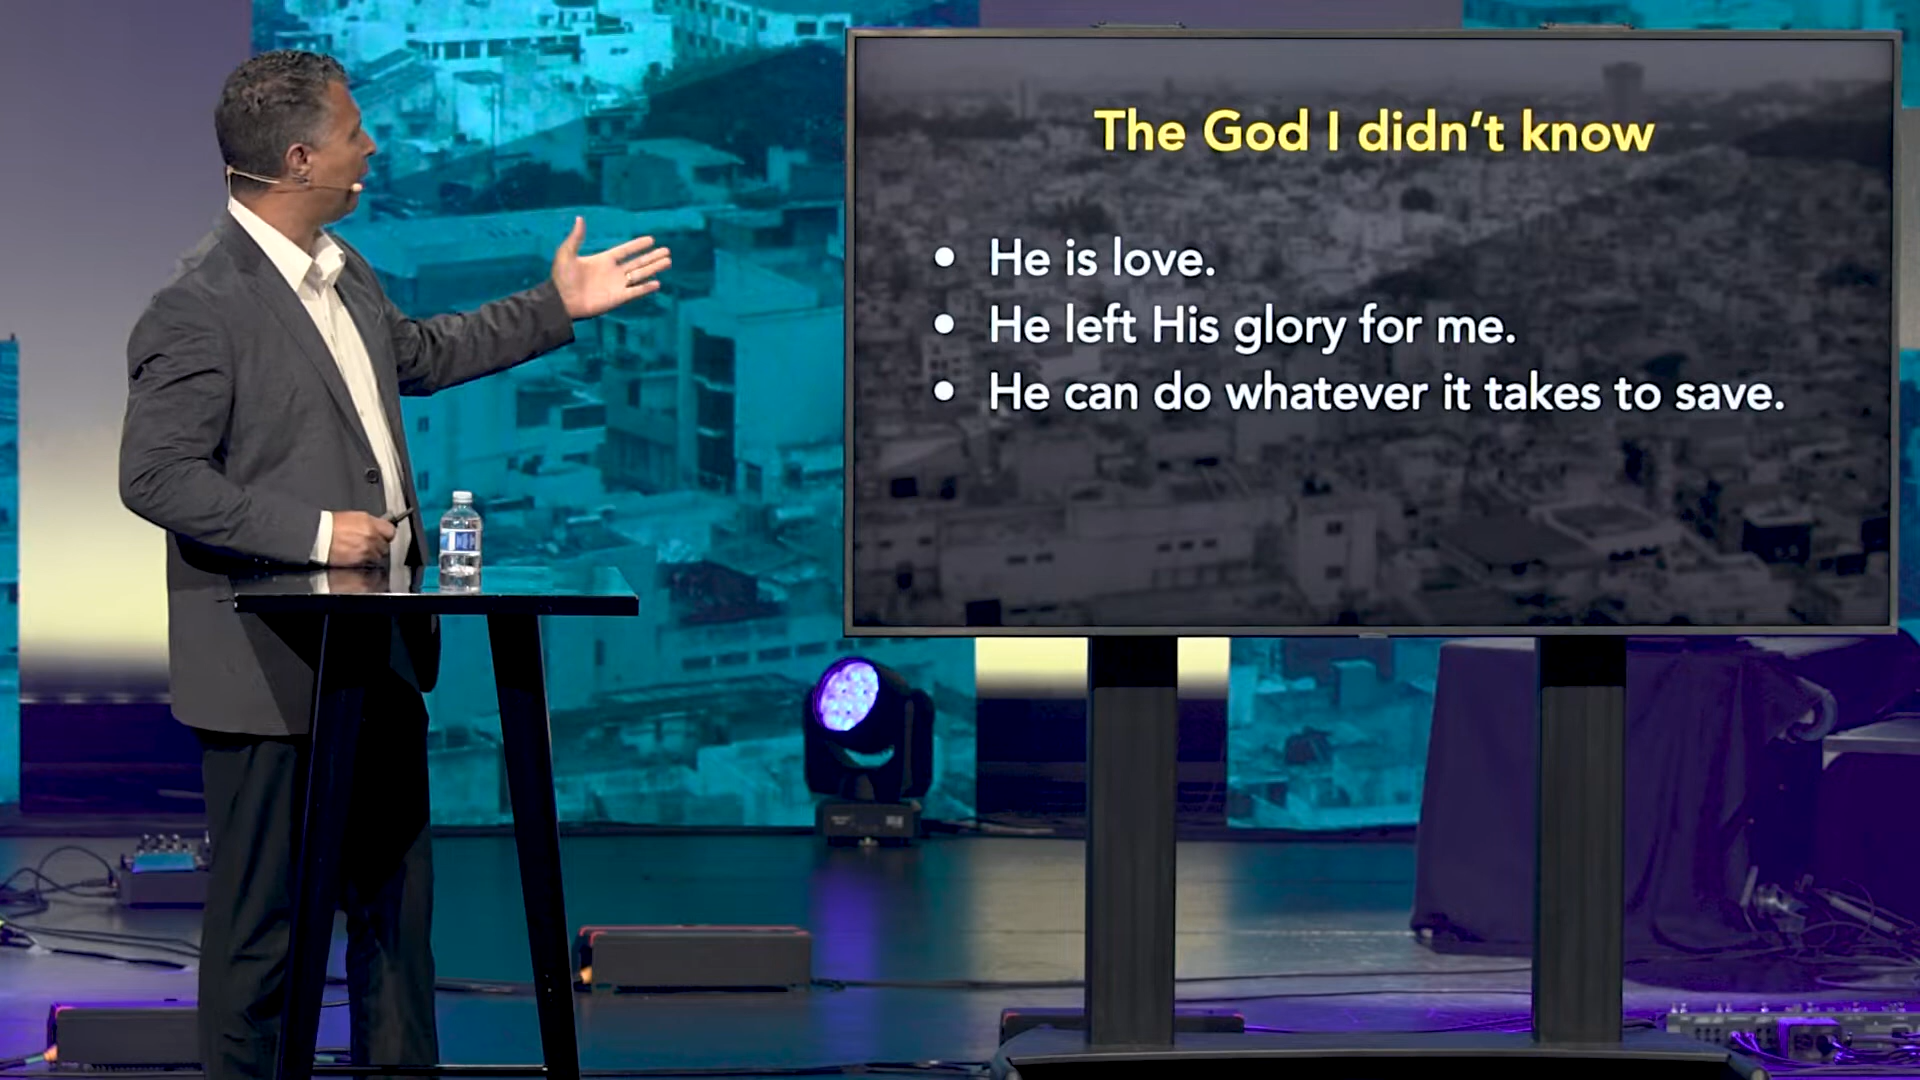 The God I didn't know
• He is love.
• He left His glory for me.
• He can do whatever it takes to save.